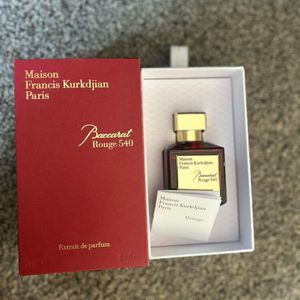 Maison
Francis Kurkdjian
Paris
Baccarat
Rouge 540
Extrait de parfum
Maison
Francis Kurkdjian
Paris
Baccarat
Rouge 540
Maison
Francis Kurkdjian
Paris